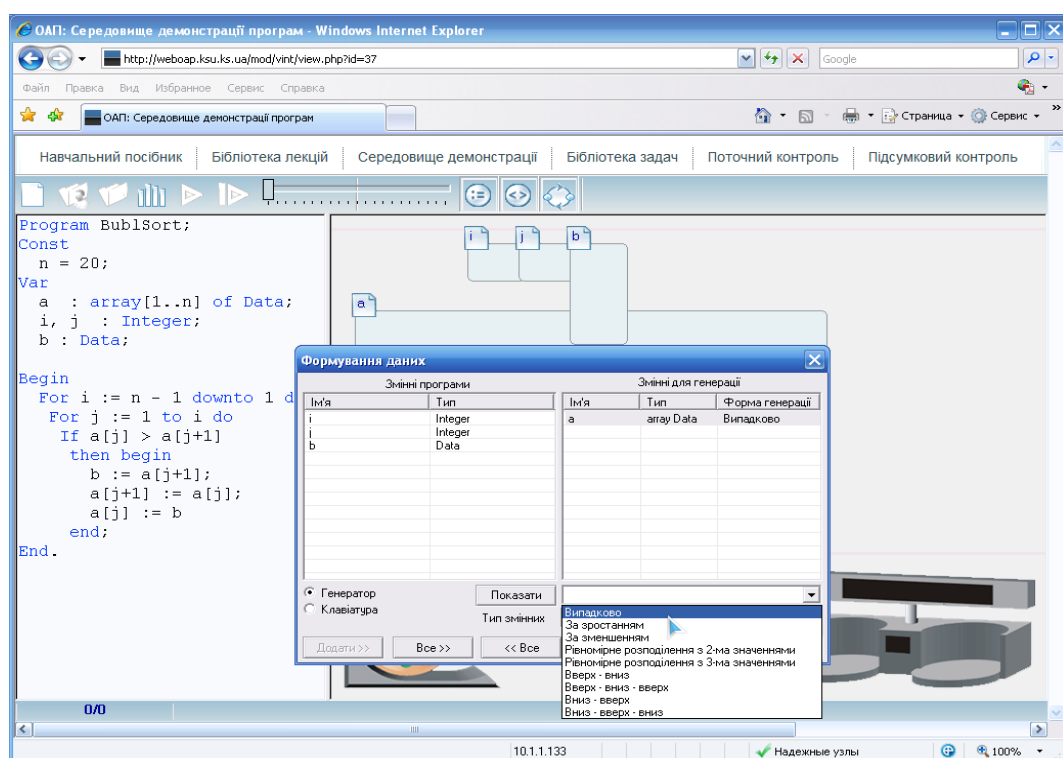 ОАП: Середовище демонстрації програм - Windows Internet Explorer
http://weboap.ksu.ks.ua/mod/vint/view.php?id=37
Google
Файл Правка Вид Избранное Сервис Справка
ОАП: Середовище демонстрації програм
Страница Сервис »
Навчальний посібник Бібліотека лекцій Середовище демонстрації Бібліотека задач Поточний контроль Підсумковий контроль
:= <>
Program BublSort;
Const
n = 20;
Var
a : array[1..n] of Data;
i, j : Integer;
b : Data;
Begin
For i := n - 1 downto 1 d
For j := 1 to i do
If a[j] > a[j+1]
then begin
b := a[j+1];
a[j+1] := a[j];
a[j] := b
end;
End.
i j b
a
Формування даних
Змінні програми
Ім'я Тип
i Integer
j Integer
b Data
Змінні для генерації
Ім'я Тип Форма генерації
a array Data Випадково
Генератор
Клавіатура
Показати
Тип змінних
Додати >> Все >> << Все
Випадково
За зростанням
За зменшенням
Рівномірне розподілення з 2-ма значеннями
Рівномірне розподілення з 3-ма значеннями
Вверх - вниз
Вверх - вниз - вверх
Вниз - вверх
Вниз - вверх - вниз
0/0
10.1.1.133
Надежные узлы
100%